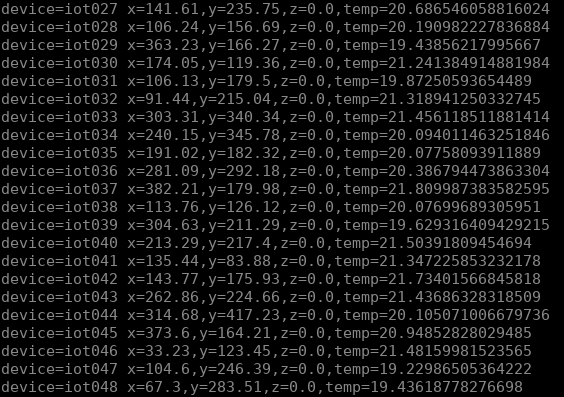 device=iot027 x=141.61,y=235.75,z=0.0,temp=20.686546058816024
device=iot028 x=106.24,y=156.69,z=0.0,temp=20.190982227836884
device=iot029 x=363.23,y=166.27,z=0.0,temp=19.43856217995667
device=iot030 x=174.05,y=119.36,z=0.0,temp=21.241384914881984
device=iot031 x=106.13,y=179.5,z=0.0,temp=19.87250593654489
device=iot032 x=91.44,y=215.04,z=0.0,temp=21.318941250332745
device=iot033 x=303.31,y=340.34,z=0.0,temp=21.456118511881414
device=iot034 x=240.15,y=345.78,z=0.0,temp=20.094011463251846
device=iot035 x=191.02,y=182.32,z=0.0,temp=20.07758093911889
device=iot036 x=281.09,y=292.18,z=0.0,temp=20.386794473863304
device=iot037 x=382.21,y=179.98,z=0.0,temp=21.809987383582595
device=iot038 x=113.76,y=126.12,z=0.0,temp=20.07699689305951
device=iot039 x=304.63,y=211.29,z=0.0,temp=19.629316409429215
device=iot040 x=213.29,y=217.4,z=0.0,temp=21.50391809454694
device=iot041 x=135.44,y=83.88,z=0.0,temp=21.347225853232178
device=iot042 x=143.77,y=175.93,z=0.0,temp=21.73401566845818
device=iot043 x=262.86,y=224.66,z=0.0,temp=21.43686328318509
device=iot044 x=314.68,y=417.23,z=0.0,temp=20.105071006679736
device=iot045 x=373.6,y=164.21,z=0.0,temp=20.94852828029485
device=iot046 x=33.23,y=123.45,z=0.0,temp=21.48159981523565
device=iot047 x=104.6,y=246.39,z=0.0,temp=19.22986505364222
device=iot048 x=67.3,y=283.51,z=0.0,temp=19.43618778276698